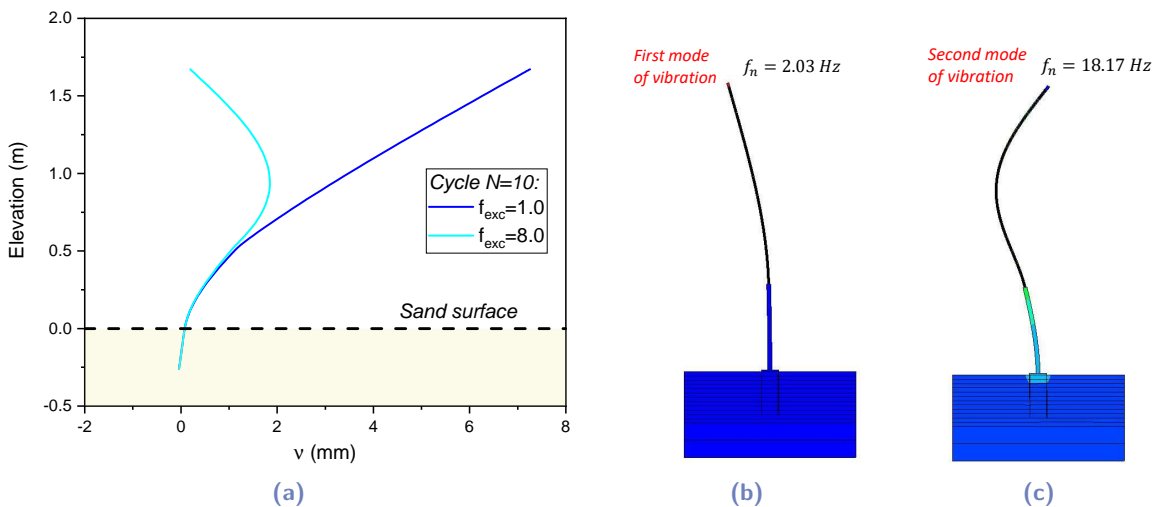 2.0
1.5
1.0
0.5
0.0
-0.5
Elevation (m)
-2
0
2
4
6
8
ν (mm)
Cycle N=10:
f_exc=1.0
f_exc=8.0
Sand surface
(a)
First mode
of vibration
f_n = 2.03 Hz
(b)
Second mode
of vibration
f_n = 18.17 Hz
(c)